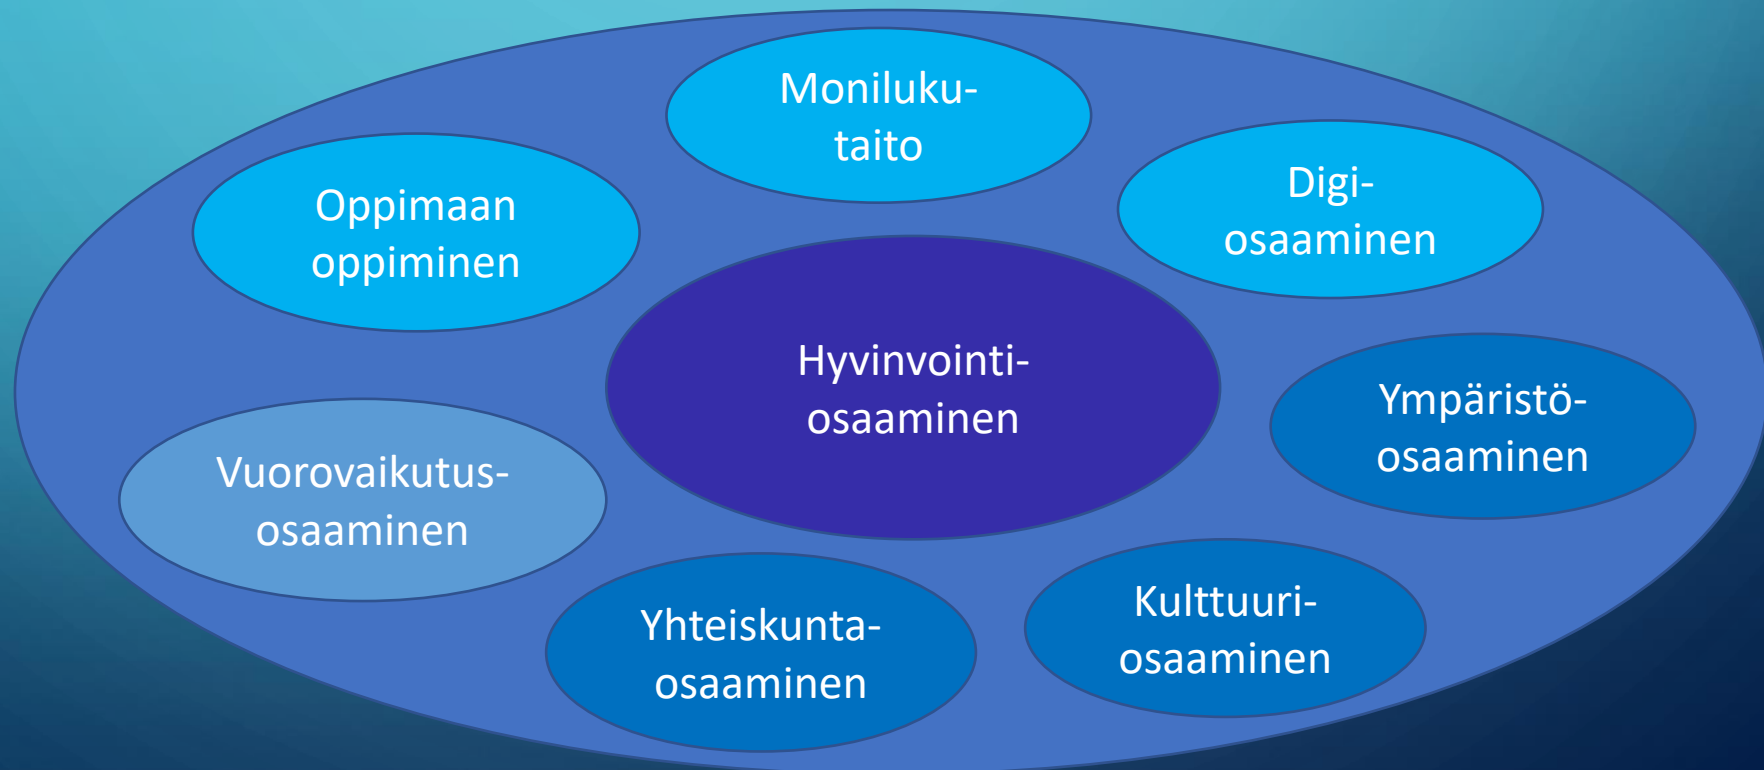 Moniluku-
taito
Digi-
osaaminen
Oppimaan
oppiminen
Hyvinvointi-
osaaminen
Ympäristö-
osaaminen
Vuorovaikutus-
osaaminen
Kulttuuri-
osaaminen
Yhteiskunta-
osaaminen